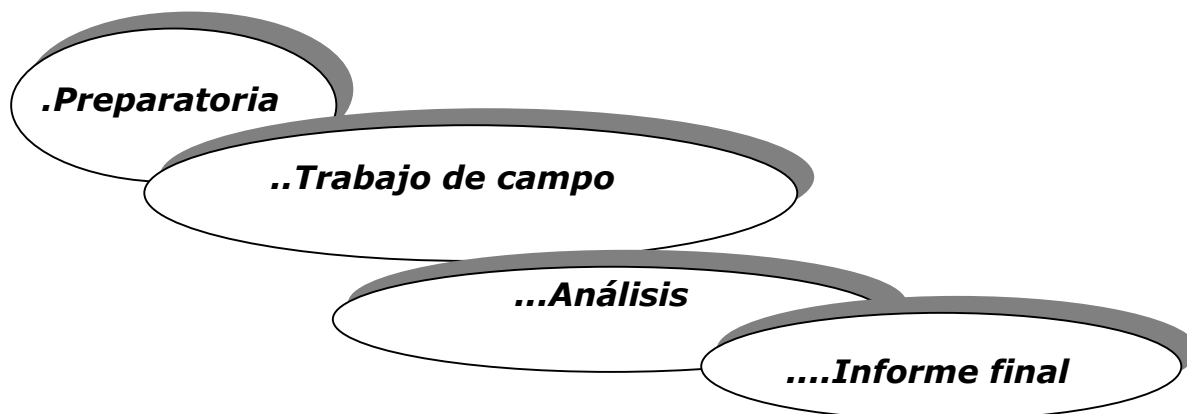 .Preparatoria
..Trabajo de campo
...Análisis
....Informe final